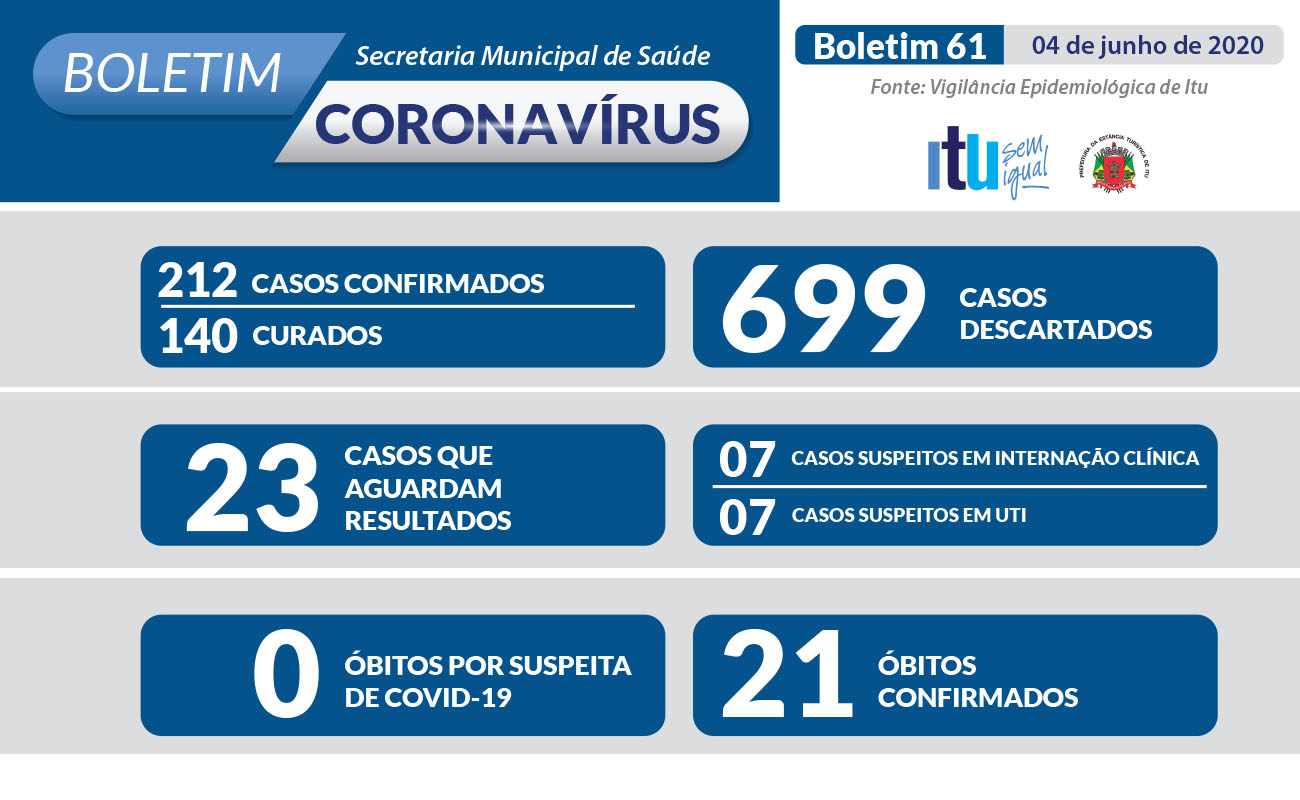 BOLETIM
Secretaria Municipal de Saúde
CORONAVÍRUS
Boletim 61
04 de junho de 2020
Fonte: Vigilância Epidemiológica de Itu
itu sem
igual
PREFEITURA DA ESTÂNCIA TURÍSTICA DE ITU
212 CASOS CONFIRMADOS
140 CURADOS
699 CASOS
DESCARTADOS
23 CASOS QUE
AGUARDAM
RESULTADOS
07 CASOS SUSPEITOS EM INTERNAÇÃO CLÍNICA
07 CASOS SUSPEITOS EM UTI
0 ÓBITOS POR SUSPEITA
DE COVID-19
21 ÓBITOS
CONFIRMADOS